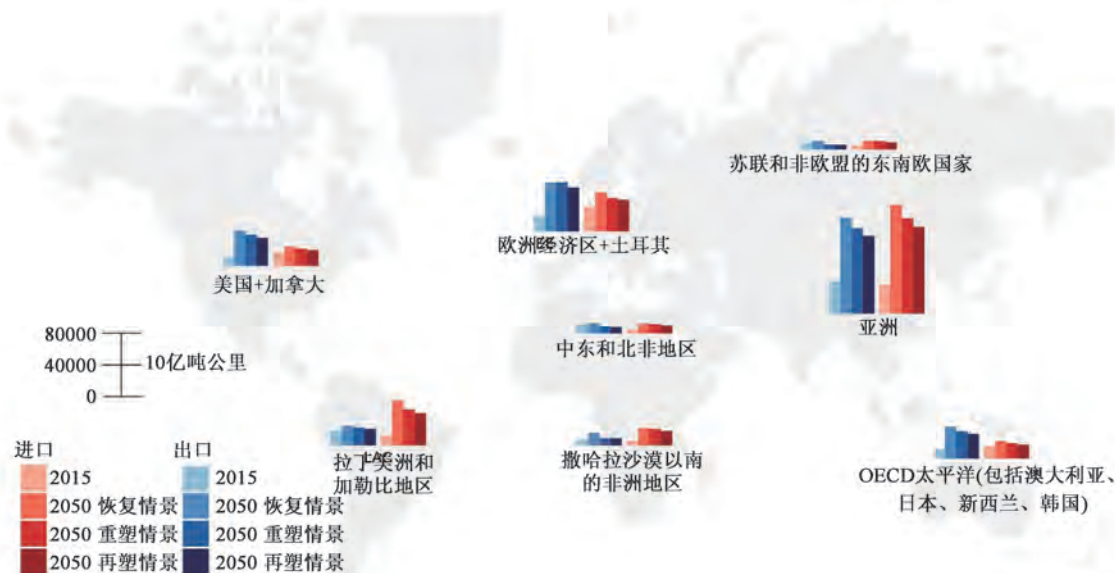 苏联和非欧盟的东南欧国家
欧洲经济区+土耳其
美国+加拿大
亚洲
中东和北非地区
80000
40000
0
10亿吨公里
拉丁美洲和
加勒比地区
撒哈拉沙漠以南
的非洲地区
OECD太平洋(包括澳大利亚、
日本、新西兰、韩国)
进口
2015
2050 恢复情景
2050 重塑情景
2050 再塑情景
出口
2015
2050 恢复情景
2050 重塑情景
2050 再塑情景